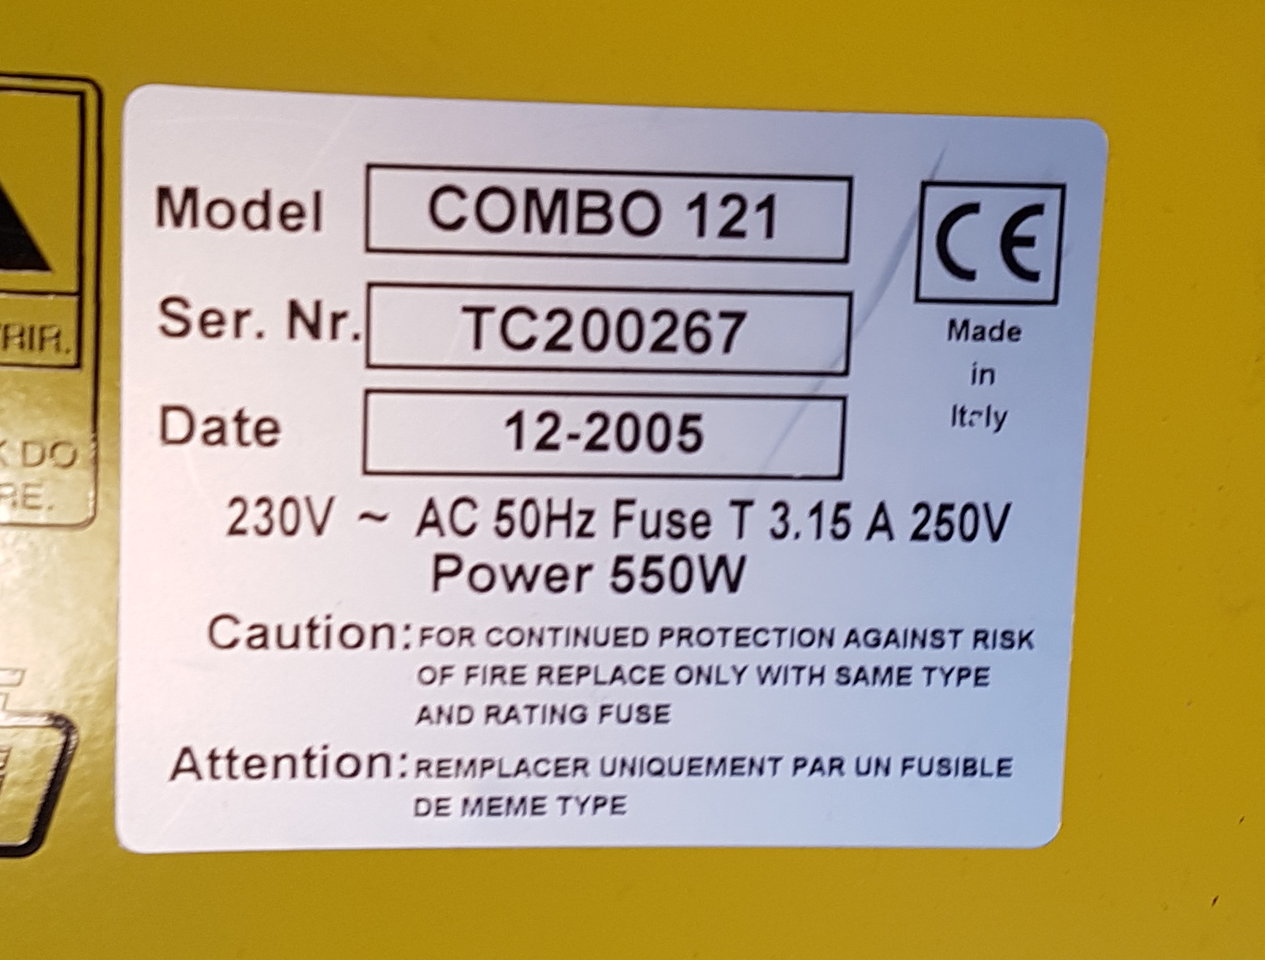 Model COMBO 121
Ser. Nr. TC200267
Date 12-2005
CE
Made
in
Italy
230V ~ AC 50Hz Fuse T 3.15 A 250V
Power 550W
Caution: FOR CONTINUED PROTECTION AGAINST RISK
OF FIRE REPLACE ONLY WITH SAME TYPE
AND RATING FUSE
Attention: REMPLACER UNIQUEMENT PAR UN FUSIBLE
DE MEME TYPE
DO